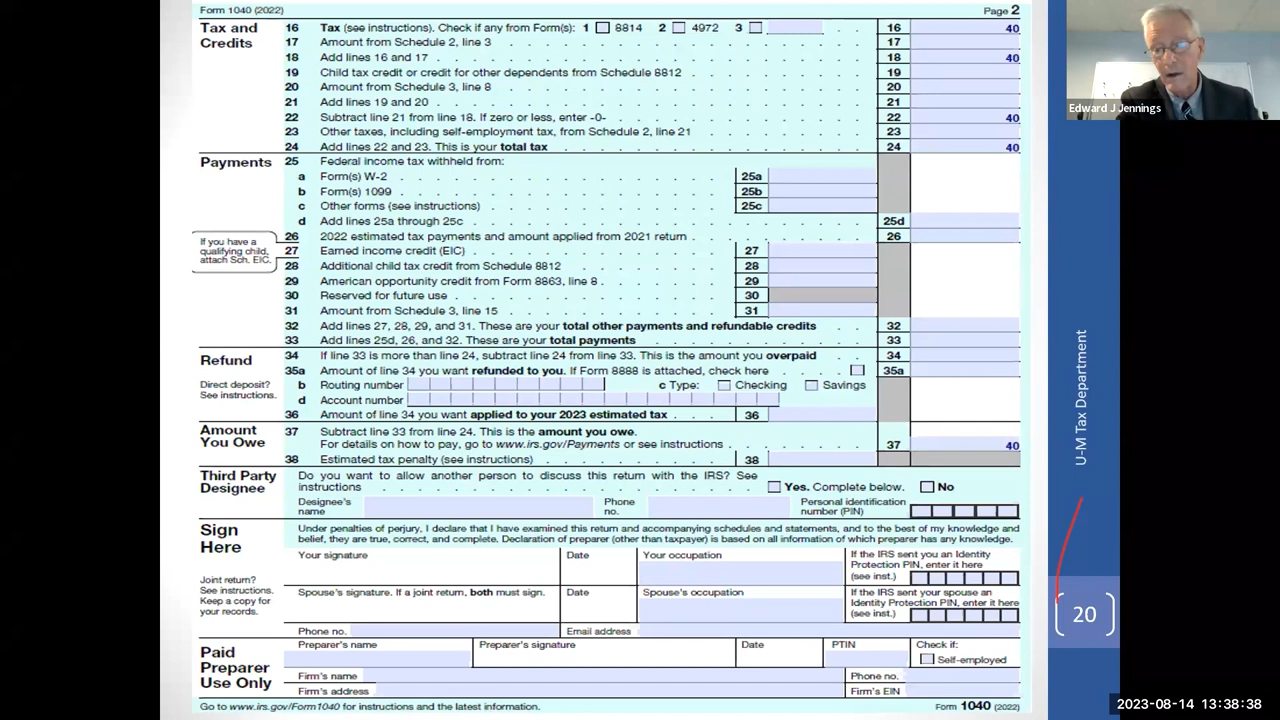 Form 1040 (2022) Page 2
Tax and Credits
16 Tax (see instructions). Check if any from Form(s): 1 8814 2 4972 3 16 40
17 Amount from Schedule 2, line 3 17
18 Add lines 16 and 17 18 40
19 Child tax credit or credit for other dependents from Schedule 8812 19
20 Amount from Schedule 3, line 8 20
21 Add lines 19 and 20 21
22 Subtract line 21 from line 18. If zero or less, enter -0- 22 40
23 Other taxes, including self-employment tax, from Schedule 2, line 21 23
24 Add lines 22 and 23. This is your total tax 24 40
Payments
25 Federal income tax withheld from:
a Form(s) W-2 25a
b Form(s) 1099 25b
c Other forms (see instructions) 25c
d Add lines 25a through 25c 25d
26 2022 estimated tax payments and amount applied from 2021 return 26
If you have a
qualifying child,
attach Sch. EIC.
27 Earned income credit (EIC) 27
28 Additional child tax credit from Schedule 8812 28
29 American opportunity credit from Form 8863, line 8 29
30 Reserved for future use 30
31 Amount from Schedule 3, line 15 31
32 Add lines 27, 28, 29, and 31. These are your total other payments and refundable credits 32
33 Add lines 25d, 26, and 32. These are your total payments 33
Refund
34 If line 33 is more than line 24, subtract line 24 from line 33. This is the amount you overpaid 34
35a Amount of line 34 you want refunded to you. If Form 8888 is attached, check here 35a
Direct deposit?
See instructions.
b Routing number c Type: Checking Savings
d Account number
36 Amount of line 34 you want applied to your 2023 estimated tax 36
Amount
You Owe
37 Subtract line 33 from line 24. This is the amount you owe.
For details on how to pay, go to www.irs.gov/Payments or see instructions 37 40
38 Estimated tax penalty (see instructions) 38
Third Party
Designee
Do you want to allow another person to discuss this return with the IRS? See
instructions Yes. Complete below. No
Designee's
name
Phone
no.
Personal identification
number (PIN)
Sign
Here
Under penalties of perjury, I declare that I have examined this return and accompanying schedules and statements, and to the best of my knowledge and
belief, they are true, correct, and complete. Declaration of preparer (other than taxpayer) is based on all information of which preparer has any knowledge.
Your signature Date Your occupation
If the IRS sent you an Identity
Protection PIN, enter it here
(see inst.)
Joint return?
See instructions.
Keep a copy for
your records.
Spouse's signature. If a joint return, both must sign. Date Spouse's occupation
If the IRS sent your spouse an
Identity Protection PIN, enter it here
(see inst.)
Phone no. Email address
Paid
Preparer
Use Only
Preparer's name Preparer's signature Date PTIN Check if:
Self-employed
Firm's name Phone no.
Firm's address Firm's EIN
Go to www.irs.gov/Form1040 for instructions and the latest information. Form 1040 (2022)
Edward J Jennings
U-M Tax Department
20
2023-08-14 13:38:38